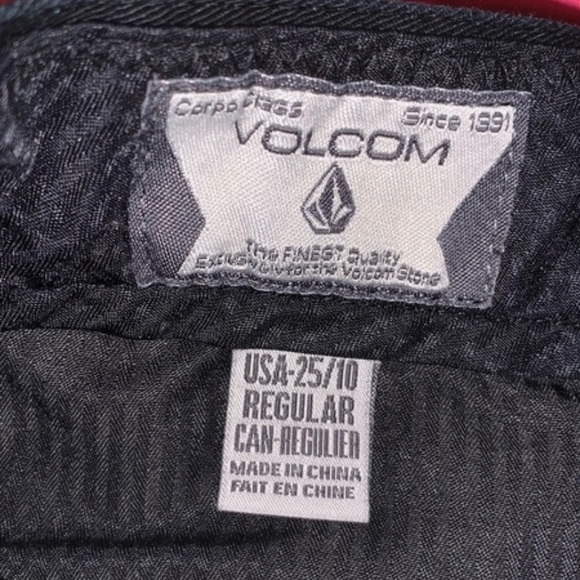 Corpo Class Since 1991
VOLCOM
The FINEST Quality
Exclusively for the Volcom Stone
USA-25/10
REGULAR
CAN-REGULIER
MADE IN CHINA
FAIT EN CHINE